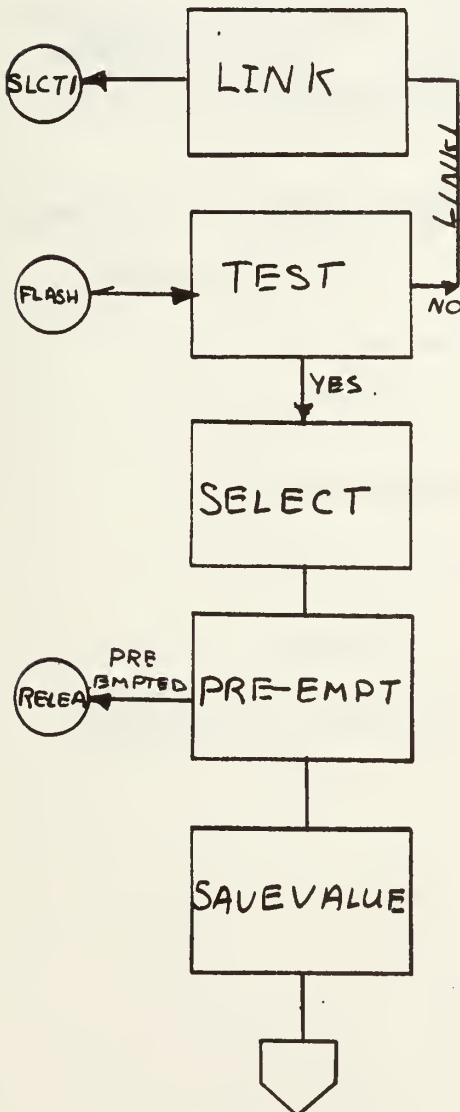 SLCT1
LINK
LINK1
FLASH
TEST
NO
YES.
SELECT
PRE
EMPTED
RELEA
PRE-EMPT
SAVEVALUE